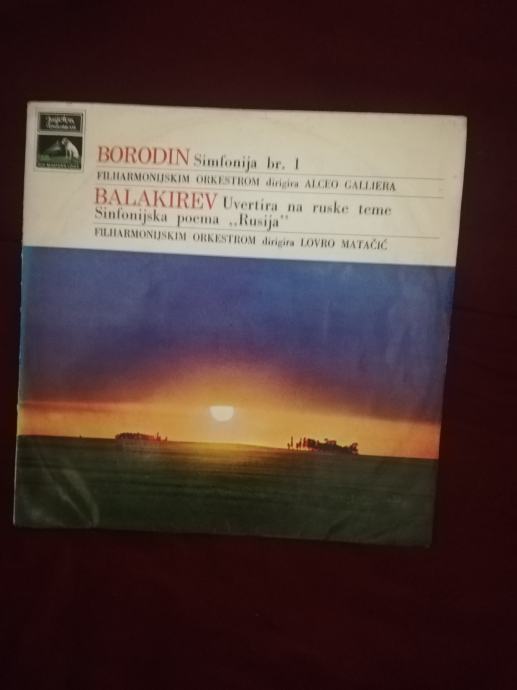 Jugoton
BORODIN Simfonija br. 1
FILHARMONIJSKIM ORKESTROM dirigira ALCEO GALLIERA
BALAKIREV Uvertira na ruske teme
Sinfonijska poema „Rusija”
FILHARMONIJSKIM ORKESTROM dirigira LOVRO MATAČIĆ